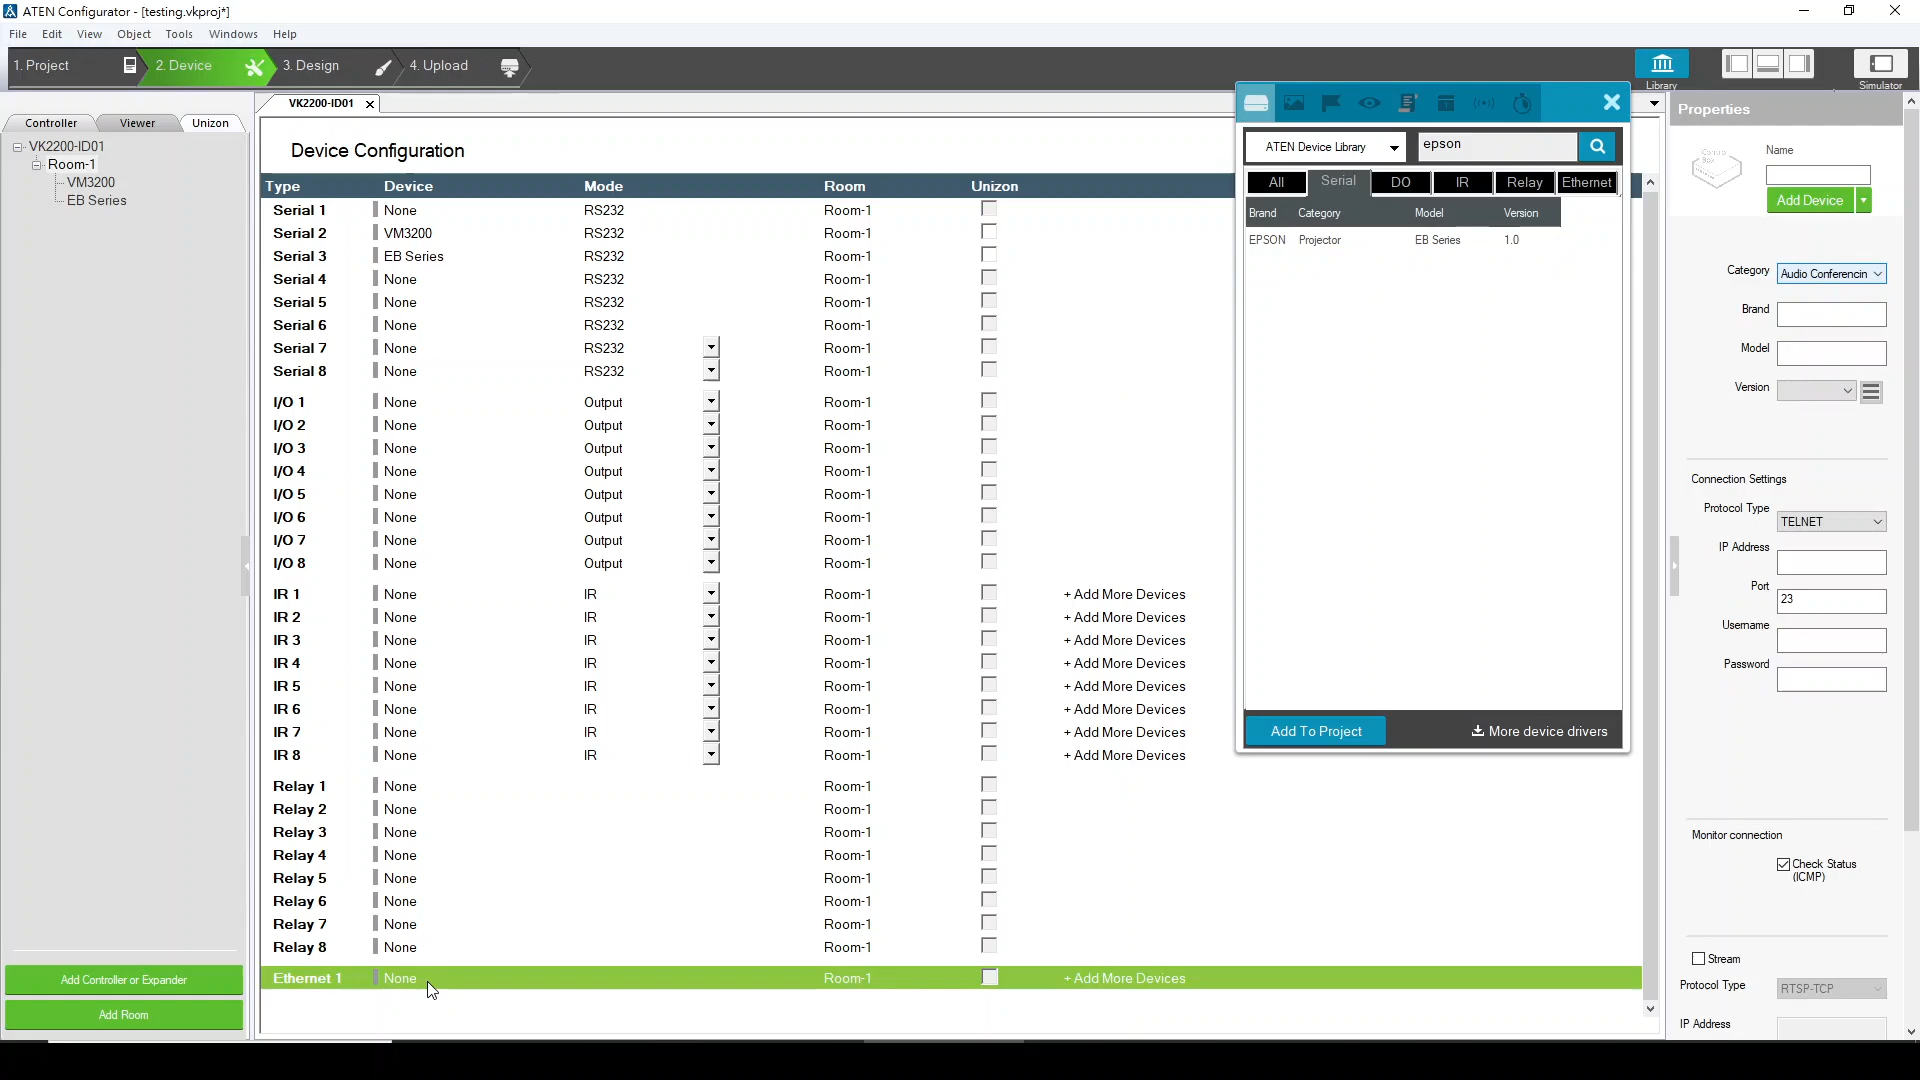 ATEN Configurator - [testing.vkproj*]
File Edit View Object Tools Windows Help
1. Project 2. Device 3. Design 4. Upload
Library Simulator
VK2200-ID01
Controller Viewer Unizon
VK2200-ID01
Room-1
VM3200
EB Series
Add Controller or Expander
Add Room
Device Configuration
Type Device Mode Room Unizon
Serial 1 None RS232 Room-1
Serial 2 VM3200 RS232 Room-1
Serial 3 EB Series RS232 Room-1
Serial 4 None RS232 Room-1
Serial 5 None RS232 Room-1
Serial 6 None RS232 Room-1
Serial 7 None RS232 Room-1
Serial 8 None RS232 Room-1
I/O 1 None Output Room-1
I/O 2 None Output Room-1
I/O 3 None Output Room-1
I/O 4 None Output Room-1
I/O 5 None Output Room-1
I/O 6 None Output Room-1
I/O 7 None Output Room-1
I/O 8 None Output Room-1
IR 1 None IR Room-1 + Add More Devices
IR 2 None IR Room-1 + Add More Devices
IR 3 None IR Room-1 + Add More Devices
IR 4 None IR Room-1 + Add More Devices
IR 5 None IR Room-1 + Add More Devices
IR 6 None IR Room-1 + Add More Devices
IR 7 None IR Room-1 + Add More Devices
IR 8 None IR Room-1 + Add More Devices
Relay 1 None Room-1
Relay 2 None Room-1
Relay 3 None Room-1
Relay 4 None Room-1
Relay 5 None Room-1
Relay 6 None Room-1
Relay 7 None Room-1
Relay 8 None Room-1
Ethernet 1 None Room-1 + Add More Devices
ATEN Device Library epson
All Serial DO IR Relay Ethernet
Brand Category Model Version
EPSON Projector EB Series 1.0
Add To Project More device drivers
Properties
Control
Box
Name
Add Device
Category Audio Conferencin
Brand
Model
Version
Connection Settings
Protocol Type TELNET
IP Address
Port 23
Username
Password
Monitor connection
Check Status
(ICMP)
Stream
Protocol Type RTSP-TCP
IP Address